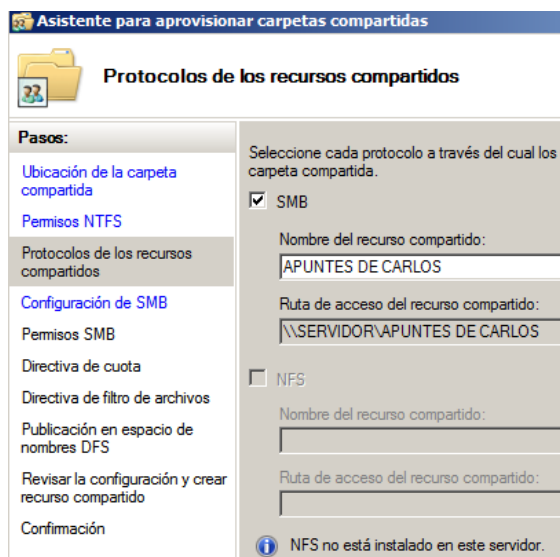 Asistente para aprovisionar carpetas compartidas
Protocolos de los recursos compartidos
Pasos:
Ubicación de la carpeta
compartida
Permisos NTFS
Protocolos de los recursos
compartidos
Configuración de SMB
Permisos SMB
Directiva de cuota
Directiva de filtro de archivos
Publicación en espacio de
nombres DFS
Revisar la configuración y crear
recurso compartido
Confirmación
Seleccione cada protocolo a través del cual los
carpeta compartida.
SMB
Nombre del recurso compartido:
APUNTES DE CARLOS
Ruta de acceso del recurso compartido:
\\SERVIDOR\APUNTES DE CARLOS
NFS
Nombre del recurso compartido:
Ruta de acceso del recurso compartido:
NFS no está instalado en este servidor.